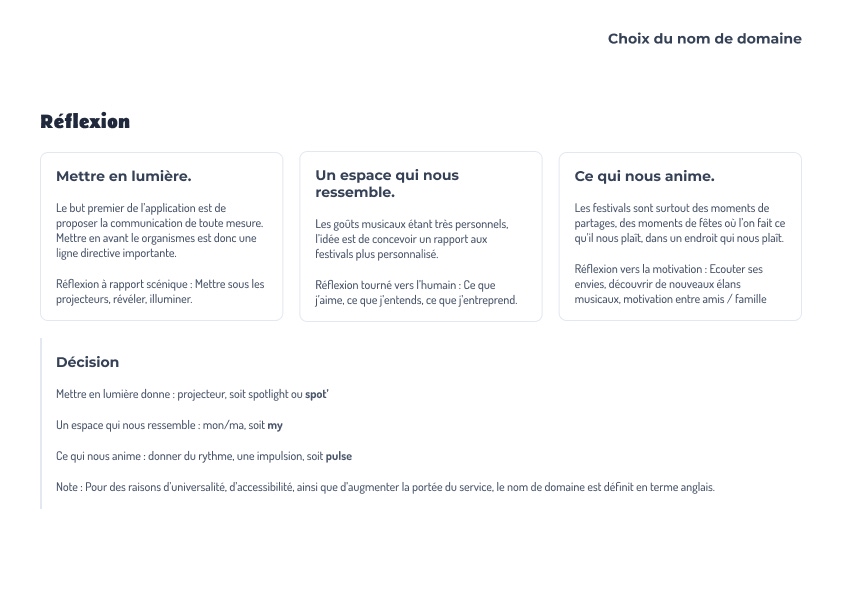 Choix du nom de domaine
Réflexion
Mettre en lumière.
Le but premier de l'application est de
proposer la communication de toute mesure.
Mettre en avant le organismes est donc une
ligne directive importante.
Réflexion à rapport scénique : Mettre sous les
projecteurs, révéler, illuminer.
Un espace qui nous
ressemble.
Les goûts musicaux étant très personnels,
l'idée est de concevoir un rapport aux
festivals plus personnalisé.
Réflexion tourné vers l'humain : Ce que
j'aime, ce que j'entends, ce que j'entreprend.
Ce qui nous anime.
Les festivals sont surtout des moments de
partages, des moments de fêtes où l'on fait ce
qu'il nous plaît, dans un endroit qui nous plaît.
Réflexion vers la motivation : Ecouter ses
envies, découvrir de nouveaux élans
musicaux, motivation entre amis / famille
Décision
Mettre en lumière donne : projecteur, soit spotlight ou spot'
Un espace qui nous ressemble : mon/ma, soit my
Ce qui nous anime : donner du rythme, une impulsion, soit pulse
Note : Pour des raisons d'universalité, d'accessibilité, ainsi que d'augmenter la portée du service, le nom de domaine est définit en terme anglais.